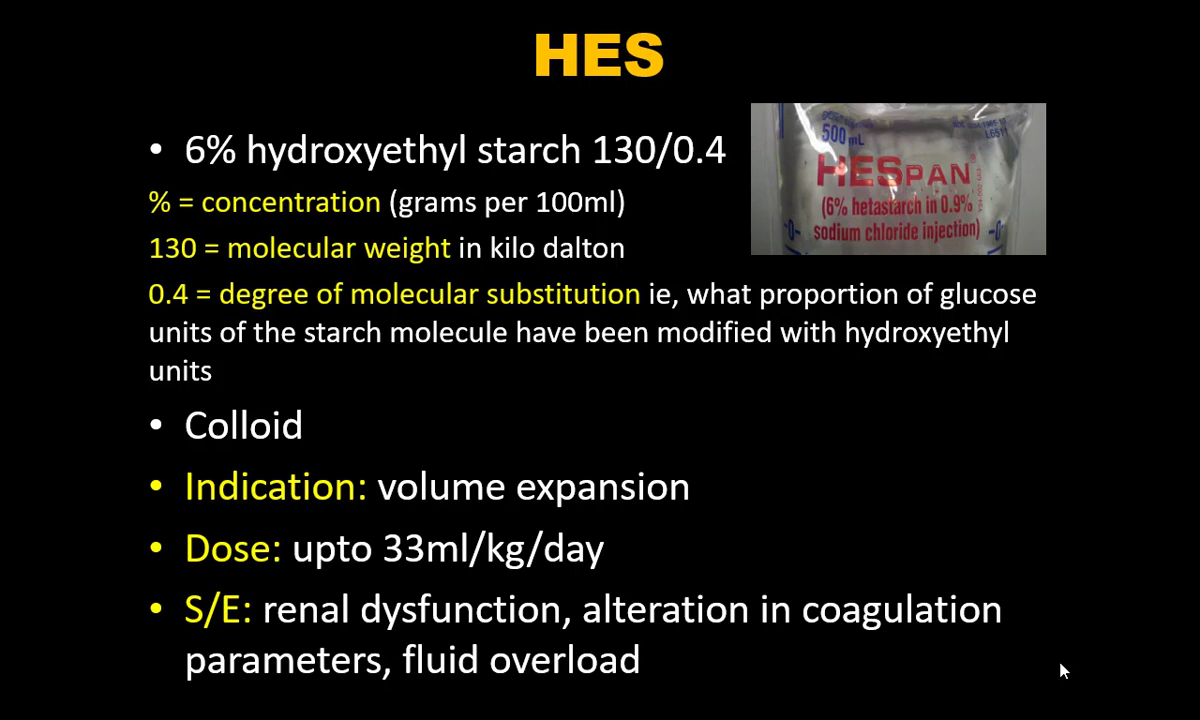 HES
• 6% hydroxyethyl starch 130/0.4
% = concentration (grams per 100ml)
130 = molecular weight in kilo dalton
0.4 = degree of molecular substitution ie, what proportion of glucose
units of the starch molecule have been modified with hydroxyethyl
units
500 mL
HESPAN®
(6% hetastarch in 0.9%
sodium chloride injection)
• Colloid
• Indication: volume expansion
• Dose: upto 33ml/kg/day
• S/E: renal dysfunction, alteration in coagulation
parameters, fluid overload